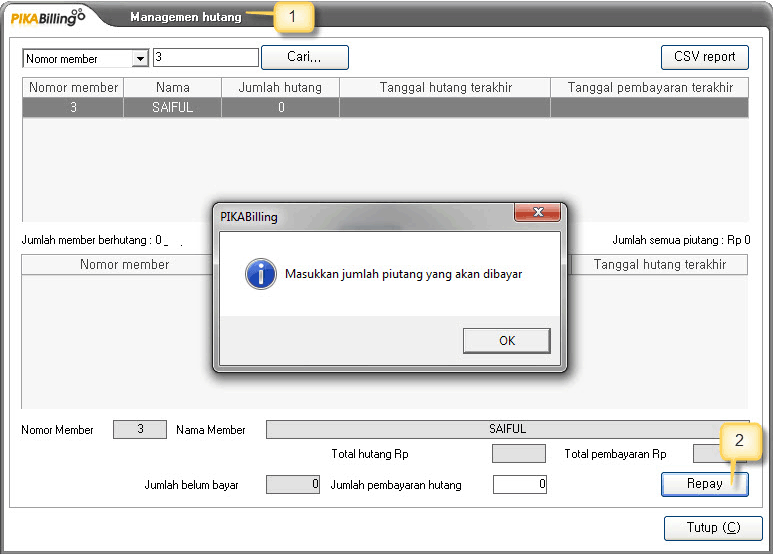 PIKABilling Managemen hutang 1
Nomor member 3 Cari... CSV report
Nomor member Nama Jumlah hutang Tanggal hutang terakhir Tanggal pembayaran terakhir
3 SAIFUL 0
PIKABilling
Jumlah member berhutang : 0 Jumlah semua piutang : Rp 0
Nomor member Tanggal hutang terakhir
Masukkan jumlah piutang yang akan dibayar
OK
Nomor Member 3 Nama Member SAIFUL
2
Total hutang Rp Total pembayaran Rp
Jumlah belum bayar 0 Jumlah pembayaran hutang 0 Repay
Tutup (C)